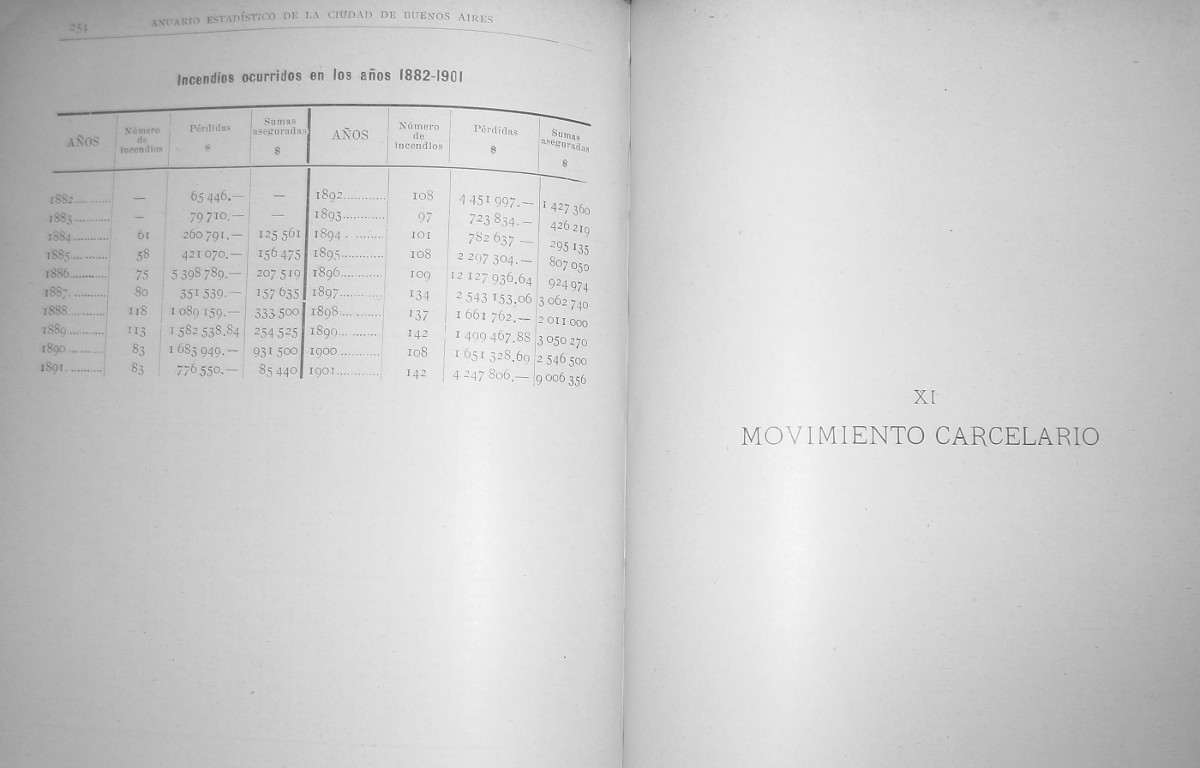 254
ANUARIO ESTADÍSTICO DE LA CIUDAD DE BUENOS AIRES
Incendios ocurridos en los años 1882-1901
AÑOS Número de incendios Pérdidas $ Sumas aseguradas $ AÑOS Número de incendios Pérdidas $ Sumas aseguradas $
1882.......... — 65 446.— — 1892.......... 108 4 451 997.— 1 427 360
1883.......... — 79 710.— — 1893.......... 97 723 834.— 426 219
1884.......... 61 260 791.— 125 561 1894. ........ 101 782 637 — 295 135
1885.......... 58 421 070.— 156 475 1895.......... 108 2 297 304.— 807 050
1886.......... 75 5 398 789.— 207 519 1896.......... 109 12 127 936.64 924 974
1887.......... 80 351 539.— 157 635 1897.......... 134 2 543 153,06 3 062 740
1888.......... 118 1 089 159.— 333 500 1898.......... 137 1 661 762.— 2 011 000
1889.......... 113 1 582 538.84 254 525 1899.......... 142 1 499 467.88 3 050 270
1890.......... 83 1 683 949.— 931 500 1900.......... 108 1 651 328.69 2 546 500
1891.......... 83 776 550.— 85 440 1901.......... 142 4 247 806.— 9 006 356
XI
MOVIMIENTO CARCELARIO